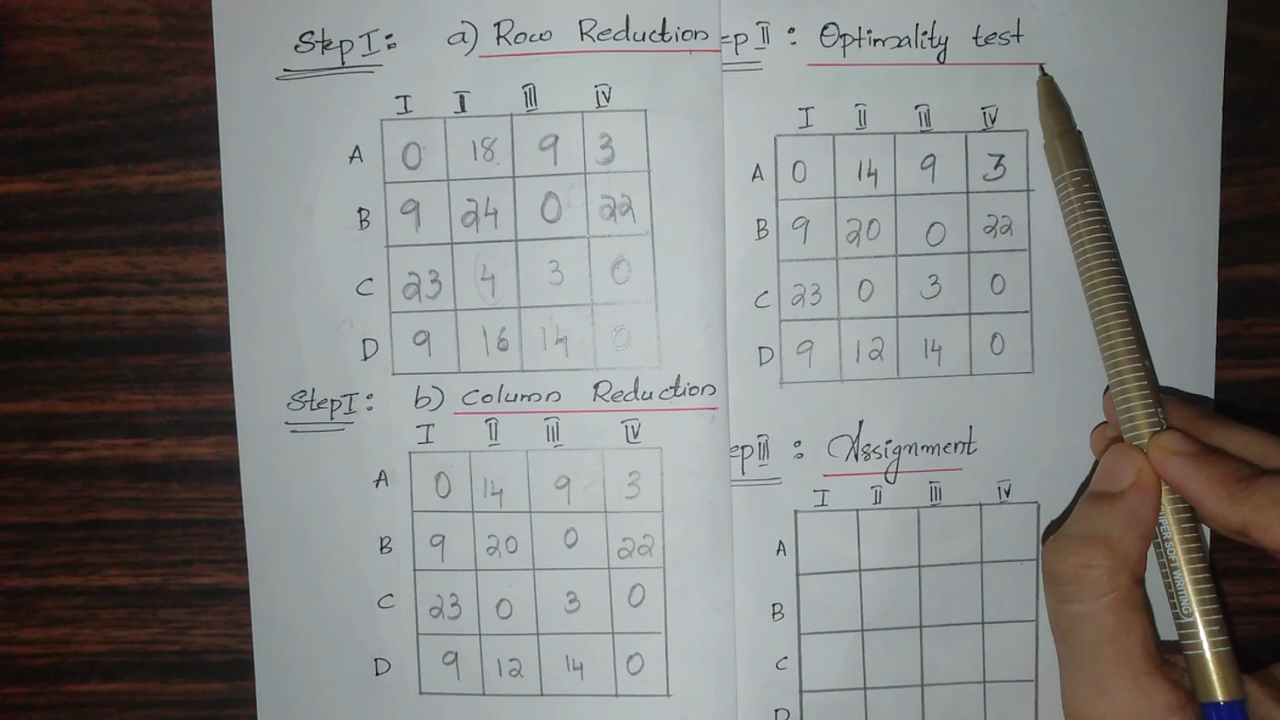 Step I: a) Row Reduction
I II III IV
A 0 18 9 3
B 9 24 0 22
C 23 4 3 0
D 9 16 14 0
Step I: b) Column Reduction
I II III IV
A 0 14 9 3
B 9 20 0 22
C 23 0 3 0
D 9 12 14 0
ep II : Optimality test
I II III IV
A 0 14 9 3
B 9 20 0 22
C 23 0 3 0
D 9 12 14 0
ep III : Assignment
I II III IV
A
B
C
D
SUPER SOFT WRITING